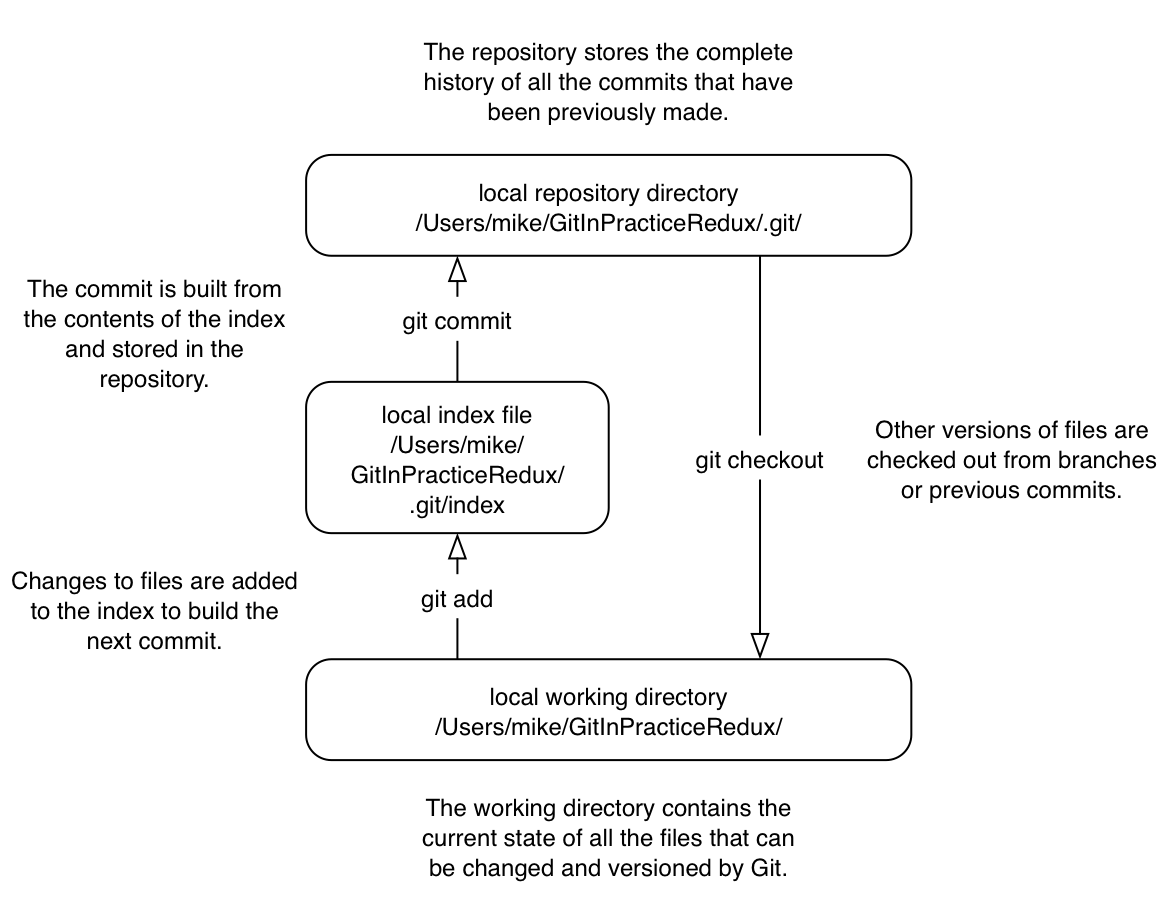 The repository stores the complete
history of all the commits that have
been previously made.
local repository directory
/Users/mike/GitInPracticeRedux/.git/
The commit is built from
the contents of the index
and stored in the
repository.
git commit
local index file
/Users/mike/
GitInPracticeRedux/
.git/index
git checkout
Other versions of files are
checked out from branches
or previous commits.
Changes to files are added
to the index to build the
next commit.
git add
local working directory
/Users/mike/GitInPracticeRedux/
The working directory contains the
current state of all the files that can
be changed and versioned by Git.